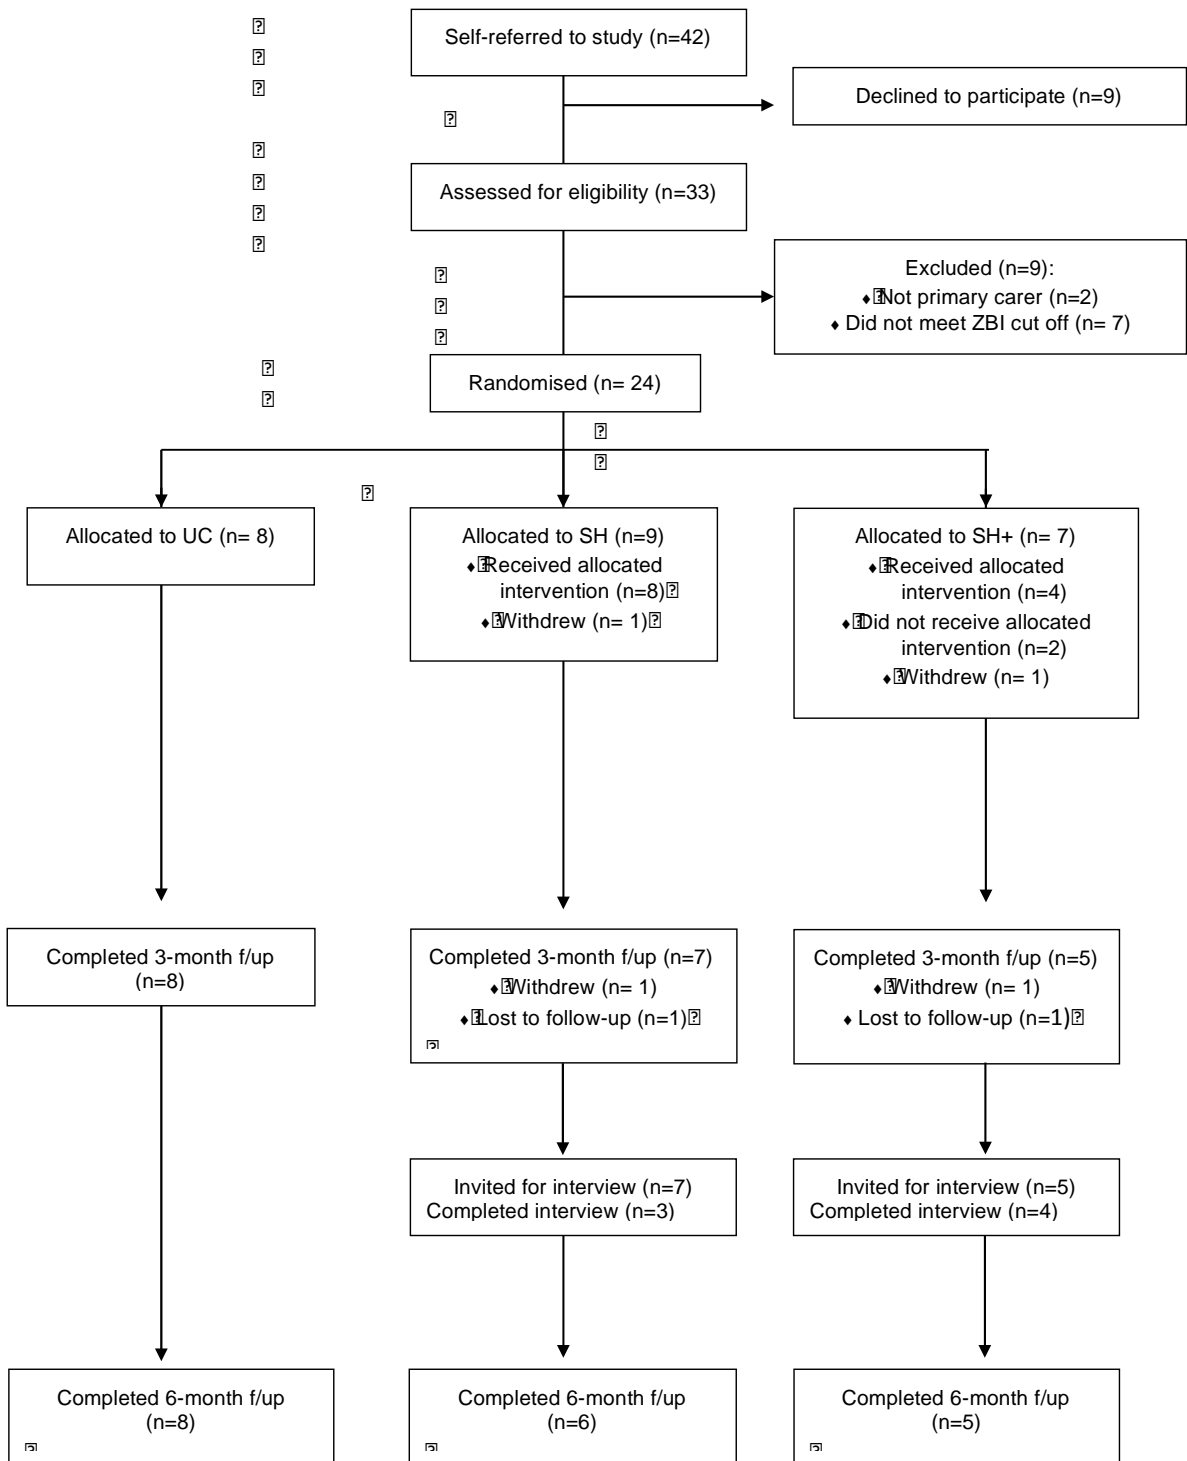 Self-referred to study (n=42)
Declined to participate (n=9)
Assessed for eligibility (n=33)
Excluded (n=9):
♦ Not primary carer (n=2)
♦ Did not meet ZBI cut off (n= 7)
Randomised (n= 24)
Allocated to UC (n= 8)
Allocated to SH (n=9)
♦ Received allocated
intervention (n=8)
♦ Withdrew (n= 1)
Allocated to SH+ (n= 7)
♦ Received allocated
intervention (n=4)
♦ Did not receive allocated
intervention (n=2)
♦ Withdrew (n= 1)
Completed 3-month f/up
(n=8)
Completed 3-month f/up (n=7)
♦ Withdrew (n= 1)
♦ Lost to follow-up (n=1)
Completed 3-month f/up (n=5)
♦ Withdrew (n= 1)
♦ Lost to follow-up (n=1)
Invited for interview (n=7)
Completed interview (n=3)
Invited for interview (n=5)
Completed interview (n=4)
Completed 6-month f/up
(n=8)
Completed 6-month f/up
(n=6)
Completed 6-month f/up
(n=5)